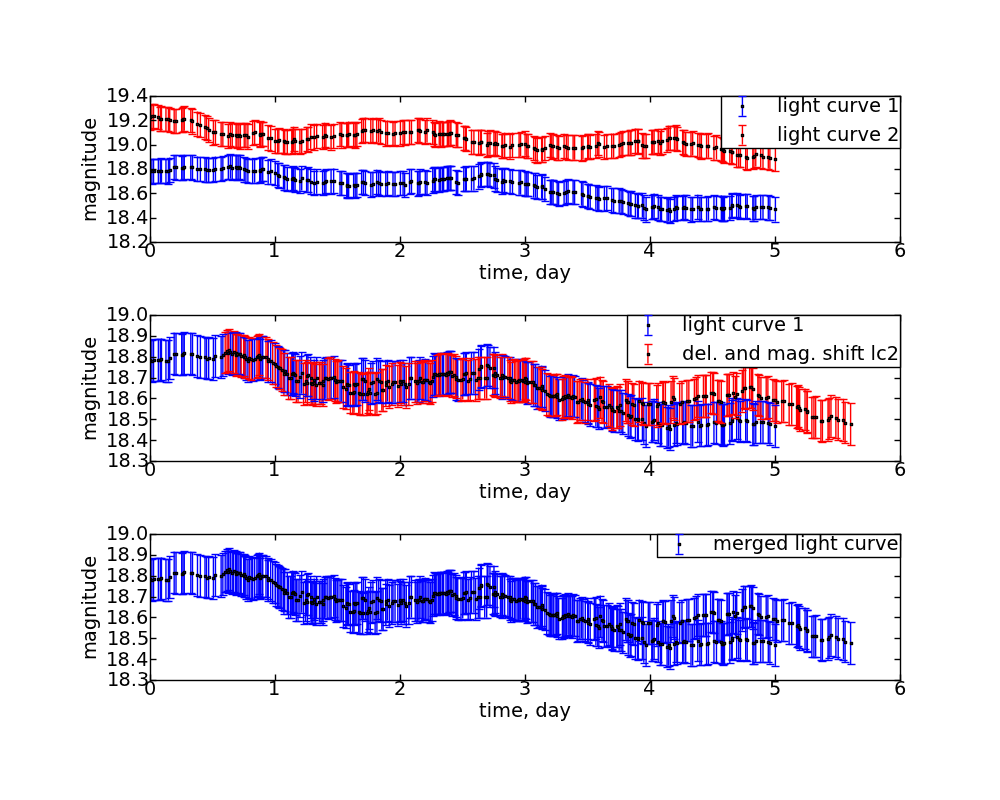 19.4
19.2
19.0
18.8
18.6
18.4
18.2
magnitude
light curve 1
light curve 2
0 1 2 3 4 5 6
time, day
19.0
18.9
18.8
18.7
18.6
18.5
18.4
18.3
magnitude
light curve 1
del. and mag. shift lc2
0 1 2 3 4 5 6
time, day
19.0
18.9
18.8
18.7
18.6
18.5
18.4
18.3
magnitude
merged light curve
0 1 2 3 4 5 6
time, day